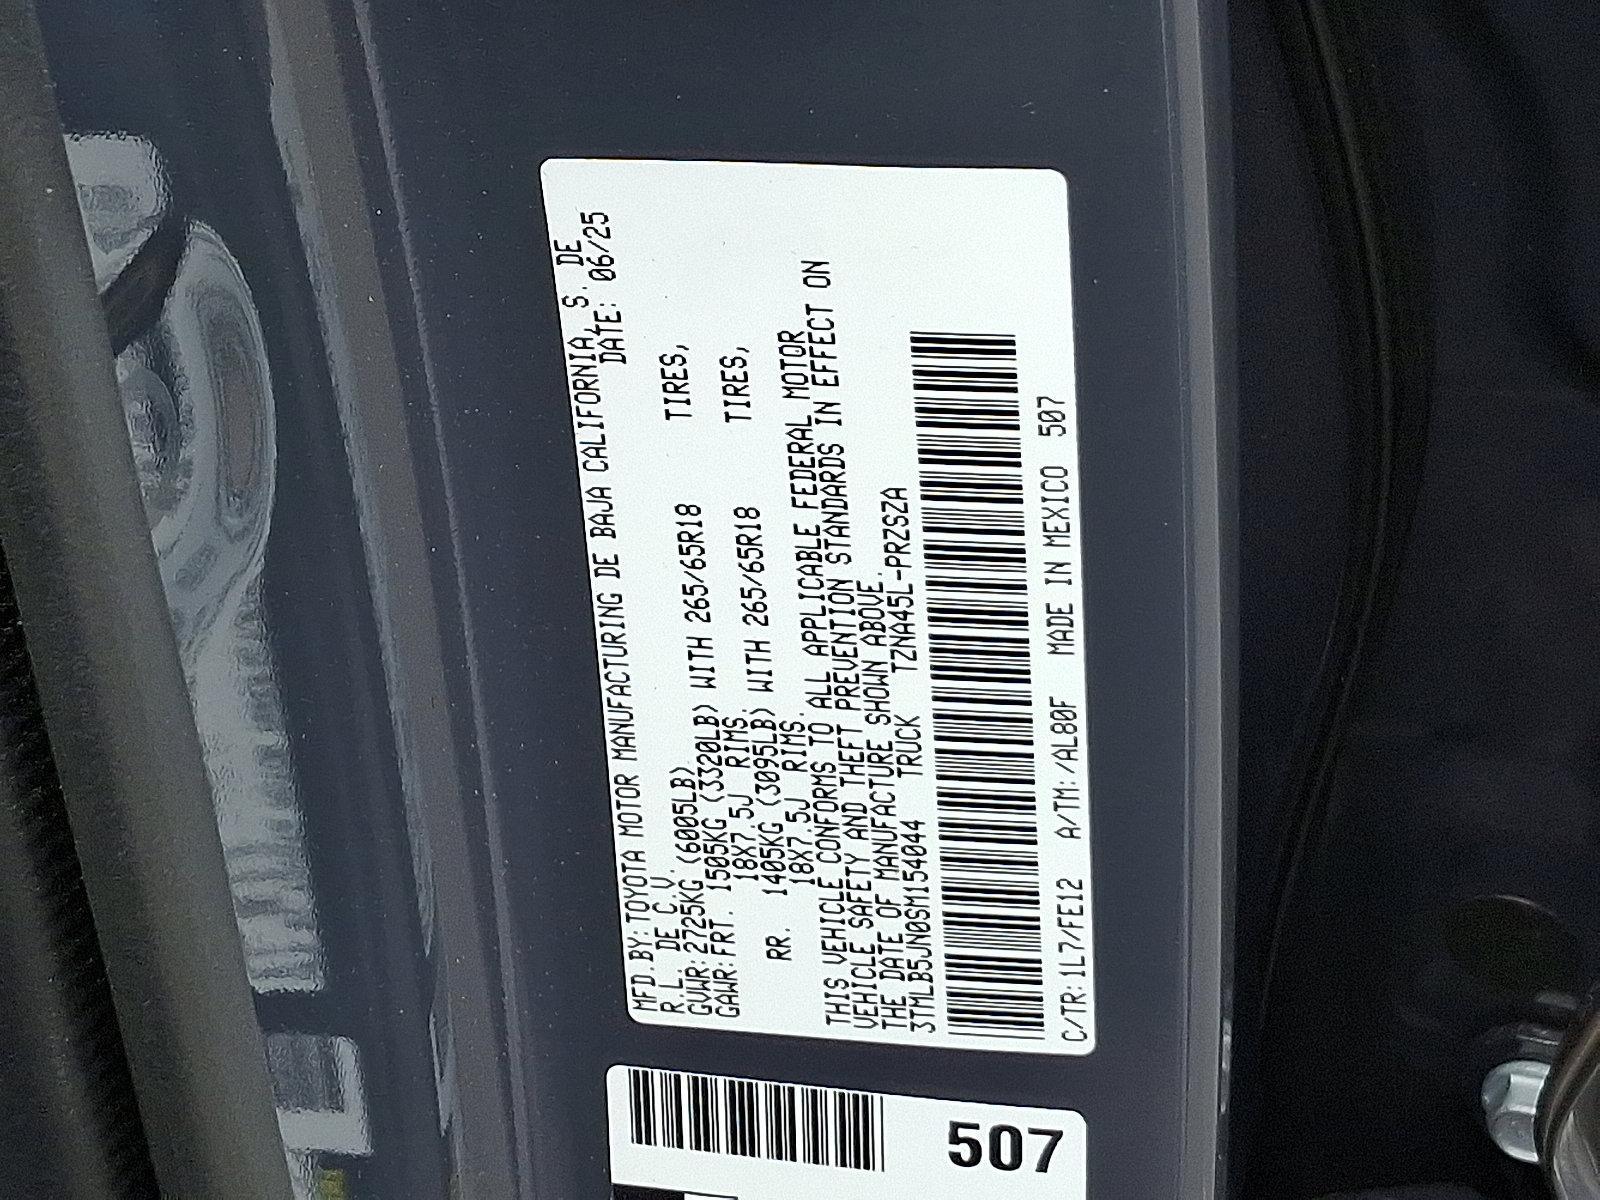 MFD.BY:TOYOTA MOTOR MANUFACTURING DE BAJA CALIFORNIA, S. DE
R.L. DE C.V. DATE: 06/25
GVWR:2725KG (6005LB)
GAWR:FRT. 1505KG (3320LB) WITH 265/65R18 TIRES,
18X7.5J RIMS.
RR. 1405KG (3095LB) WITH 265/65R18 TIRES,
18X7.5J RIMS.
THIS VEHICLE CONFORMS TO ALL APPLICABLE FEDERAL MOTOR
VEHICLE SAFETY AND THEFT PREVENTION STANDARDS IN EFFECT ON
THE DATE OF MANUFACTURE SHOWN ABOVE.
3TMLB5JN0SM154044 TRUCK TZNA45L-PRZSZA
C/TR:1L7/FE12 A/TM:/AL80F MADE IN MEXICO 507
507